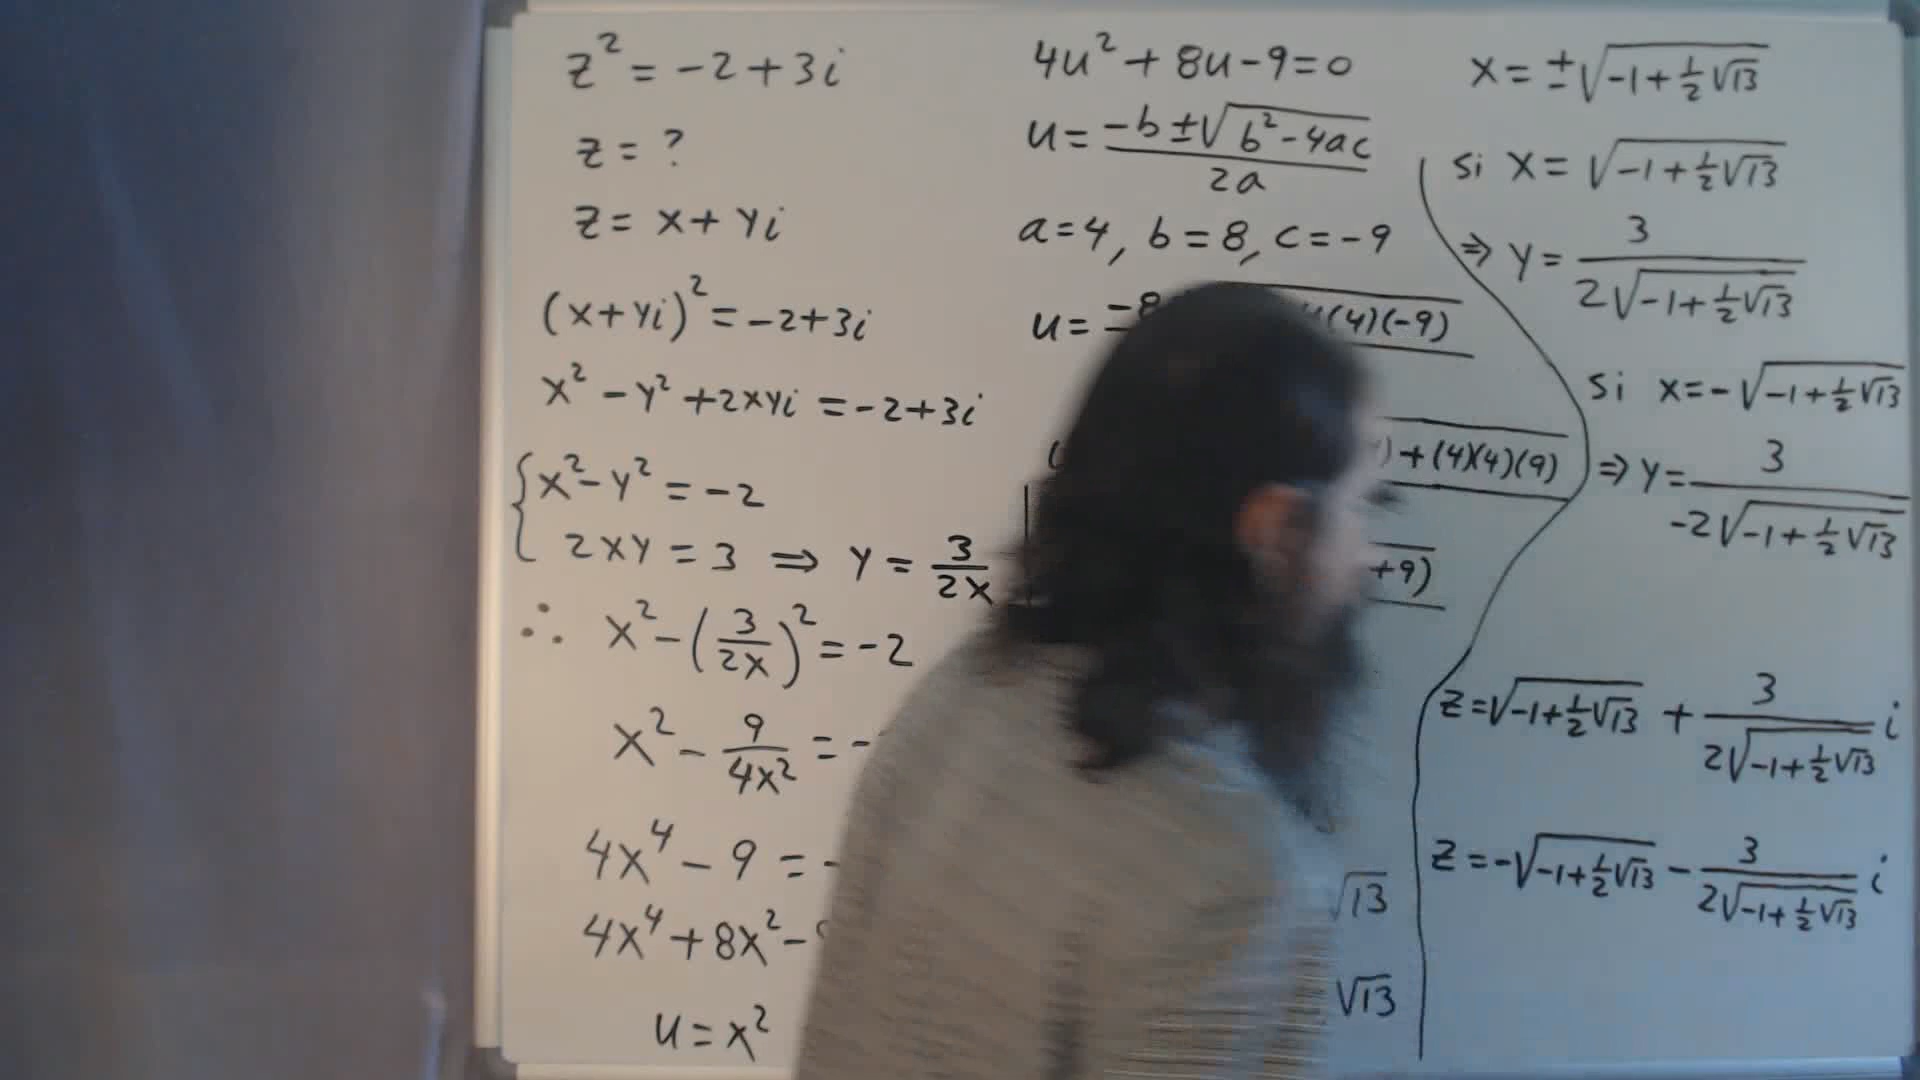 z² = -2+3i
z = ?
z = x+yi
(x+yi)² = -2+3i
x² - y² + 2xyi = -2+3i
{ x² - y² = -2
2xy = 3 ⇒ y = 3/2x
∴ x² - (3/2x)² = -2
x² - 9/4x² = -
4x⁴ - 9 = -
4x⁴ + 8x² -
u = x²
4u² + 8u - 9 = 0
u = (-b ± √(b² - 4ac))/2a
a = 4, b = 8, c = -9
u = -8 (4)(-9)
) + (4)(4)(9)
+9)
√13
√13
x = ±√(-1 + ½√13)
si x = √(-1 + ½√13)
⇒ y = 3/(2√(-1 + ½√13))
si x = -√(-1 + ½√13)
⇒ y = 3/(-2√(-1 + ½√13))
z = √(-1 + ½√13) + 3/(2√(-1 + ½√13)) i
z = -√(-1 + ½√13) - 3/(2√(-1 + ½√13)) i